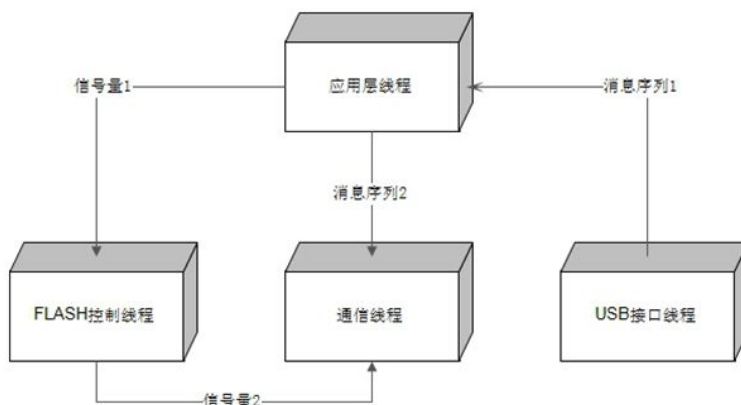 应用层线程
信号量1
消息序列1
消息序列2
FLASH控制线程
通信线程
USB接口线程
信号量2